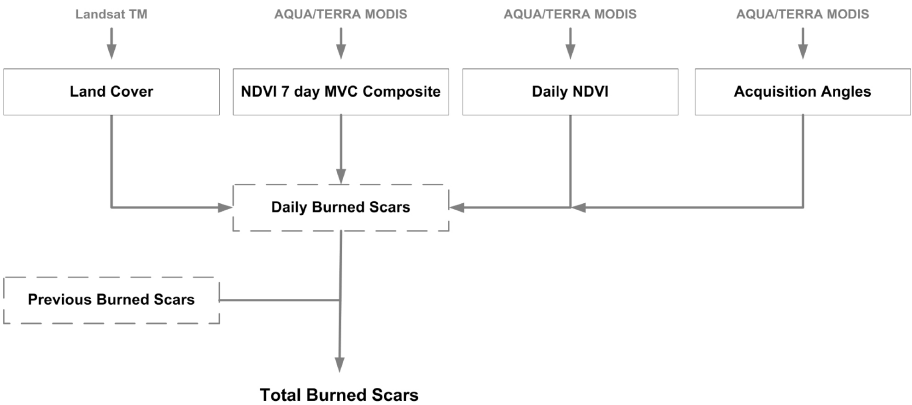 Landsat TM
AQUA/TERRA MODIS
AQUA/TERRA MODIS
AQUA/TERRA MODIS
Land Cover
NDVI 7 day MVC Composite
Daily NDVI
Acquisition Angles
Daily Burned Scars
Previous Burned Scars
Total Burned Scars